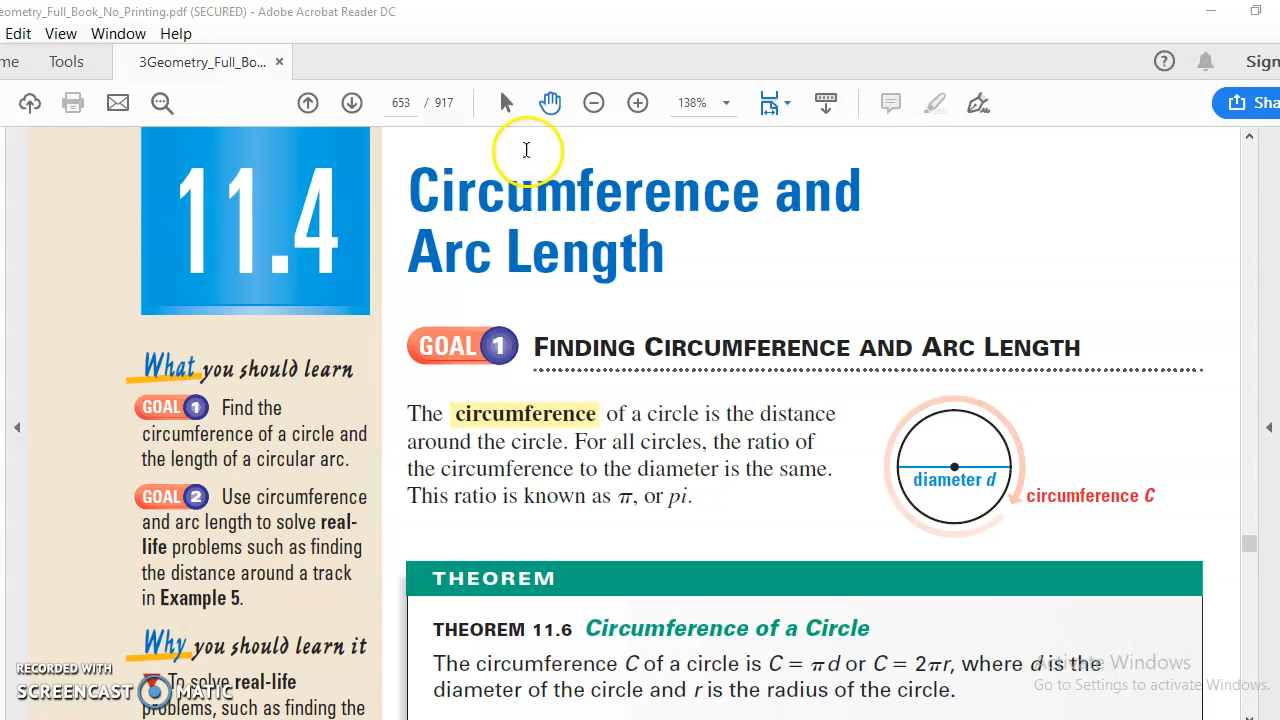 eometry_Full_Book_No_Printing.pdf (SECURED) - Adobe Acrobat Reader DC
Edit View Window Help
me Tools 3Geometry_Full_Bo... × Sign
653 / 917 138% Sha
11.4
Circumference and
Arc Length
GOAL 1 FINDING CIRCUMFERENCE AND ARC LENGTH
What you should learn
GOAL 1 Find the
circumference of a circle and
the length of a circular arc.
GOAL 2 Use circumference
and arc length to solve real-
life problems such as finding
the distance around a track
in Example 5.
Why you should learn it
To solve real-life
problems, such as finding the
The circumference of a circle is the distance
around the circle. For all circles, the ratio of
the circumference to the diameter is the same.
This ratio is known as π, or pi.
diameter d
circumference C
THEOREM
THEOREM 11.6 Circumference of a Circle
The circumference C of a circle is C = πd or C = 2πr, where d is the
diameter of the circle and r is the radius of the circle.
Activate Windows
Go to Settings to activate Windows.
RECORDED WITH
SCREENCAST MATIC